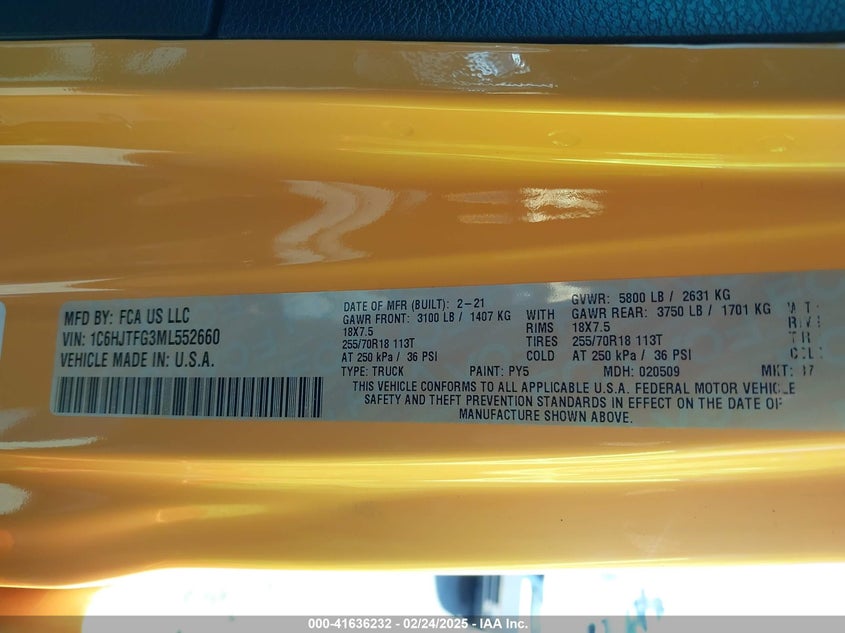 MFD BY: FCA US LLC
VIN: 1C6HJTFG3ML552660
VEHICLE MADE IN: U.S.A.
DATE OF MFR (BUILT): 2-21
GVWR: 5800 LB / 2631 KG
GAWR FRONT: 3100 LB / 1407 KG WITH GAWR REAR: 3750 LB / 1701 KG
18X7.5 RIMS 18X7.5
255/70R18 113T TIRES 255/70R18 113T
AT 250 kPa / 36 PSI COLD AT 250 kPa / 36 PSI
TYPE: TRUCK PAINT: PY5 MDH: 020509 MKT:
THIS VEHICLE CONFORMS TO ALL APPLICABLE U.S.A. FEDERAL MOTOR VEHICLE
SAFETY AND THEFT PREVENTION STANDARDS IN EFFECT ON THE DATE OF
MANUFACTURE SHOWN ABOVE.
000-41636232 - 02/24/2025 - IAA Inc.